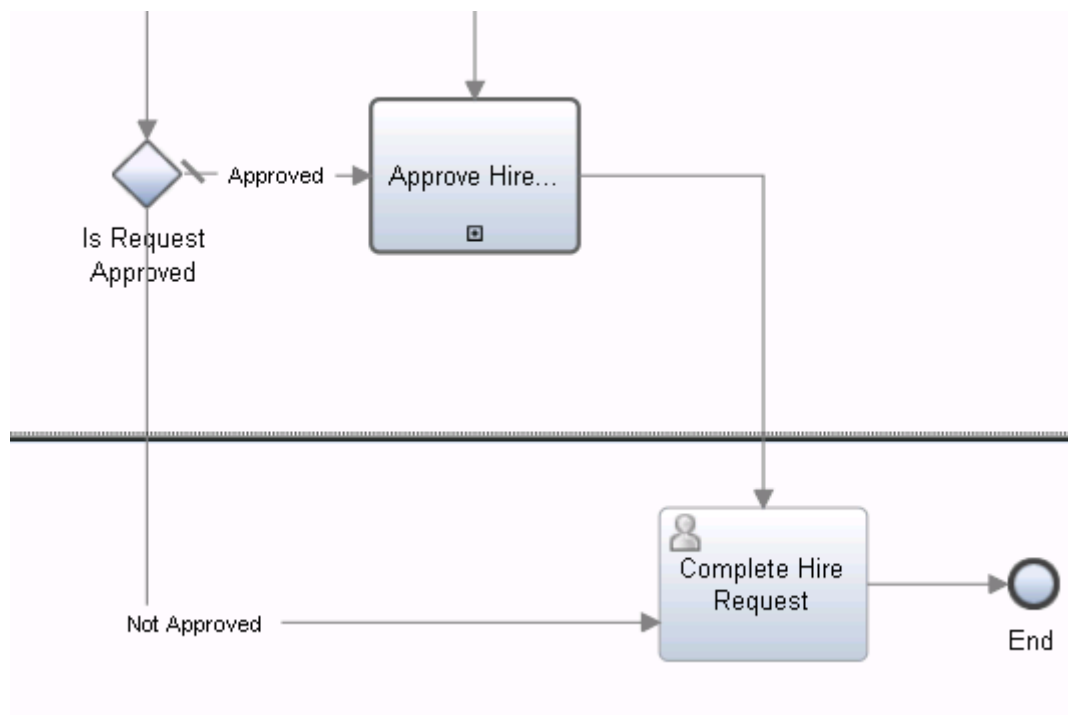 Approved
Approve Hire...
Is Request
Approved
Complete Hire
Request
Not Approved
End